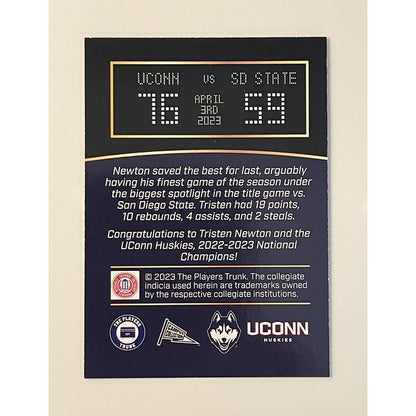 UCONN VS SD STATE
76 APRIL 3RD 2023 59
Newton saved the best for last, arguably
having his finest game of the season under
the biggest spotlight in the title game vs.
San Diego State. Tristen had 19 points,
10 rebounds, 4 assists, and 2 steals.
Congratulations to Tristen Newton and the
UConn Huskies, 2022-2023 National
Champions!
© 2023 The Players Trunk. The collegiate
indicia used herein are trademarks owned
by the respective collegiate institutions.
THE PLAYERS
TRUNK
UCONN
HUSKIES